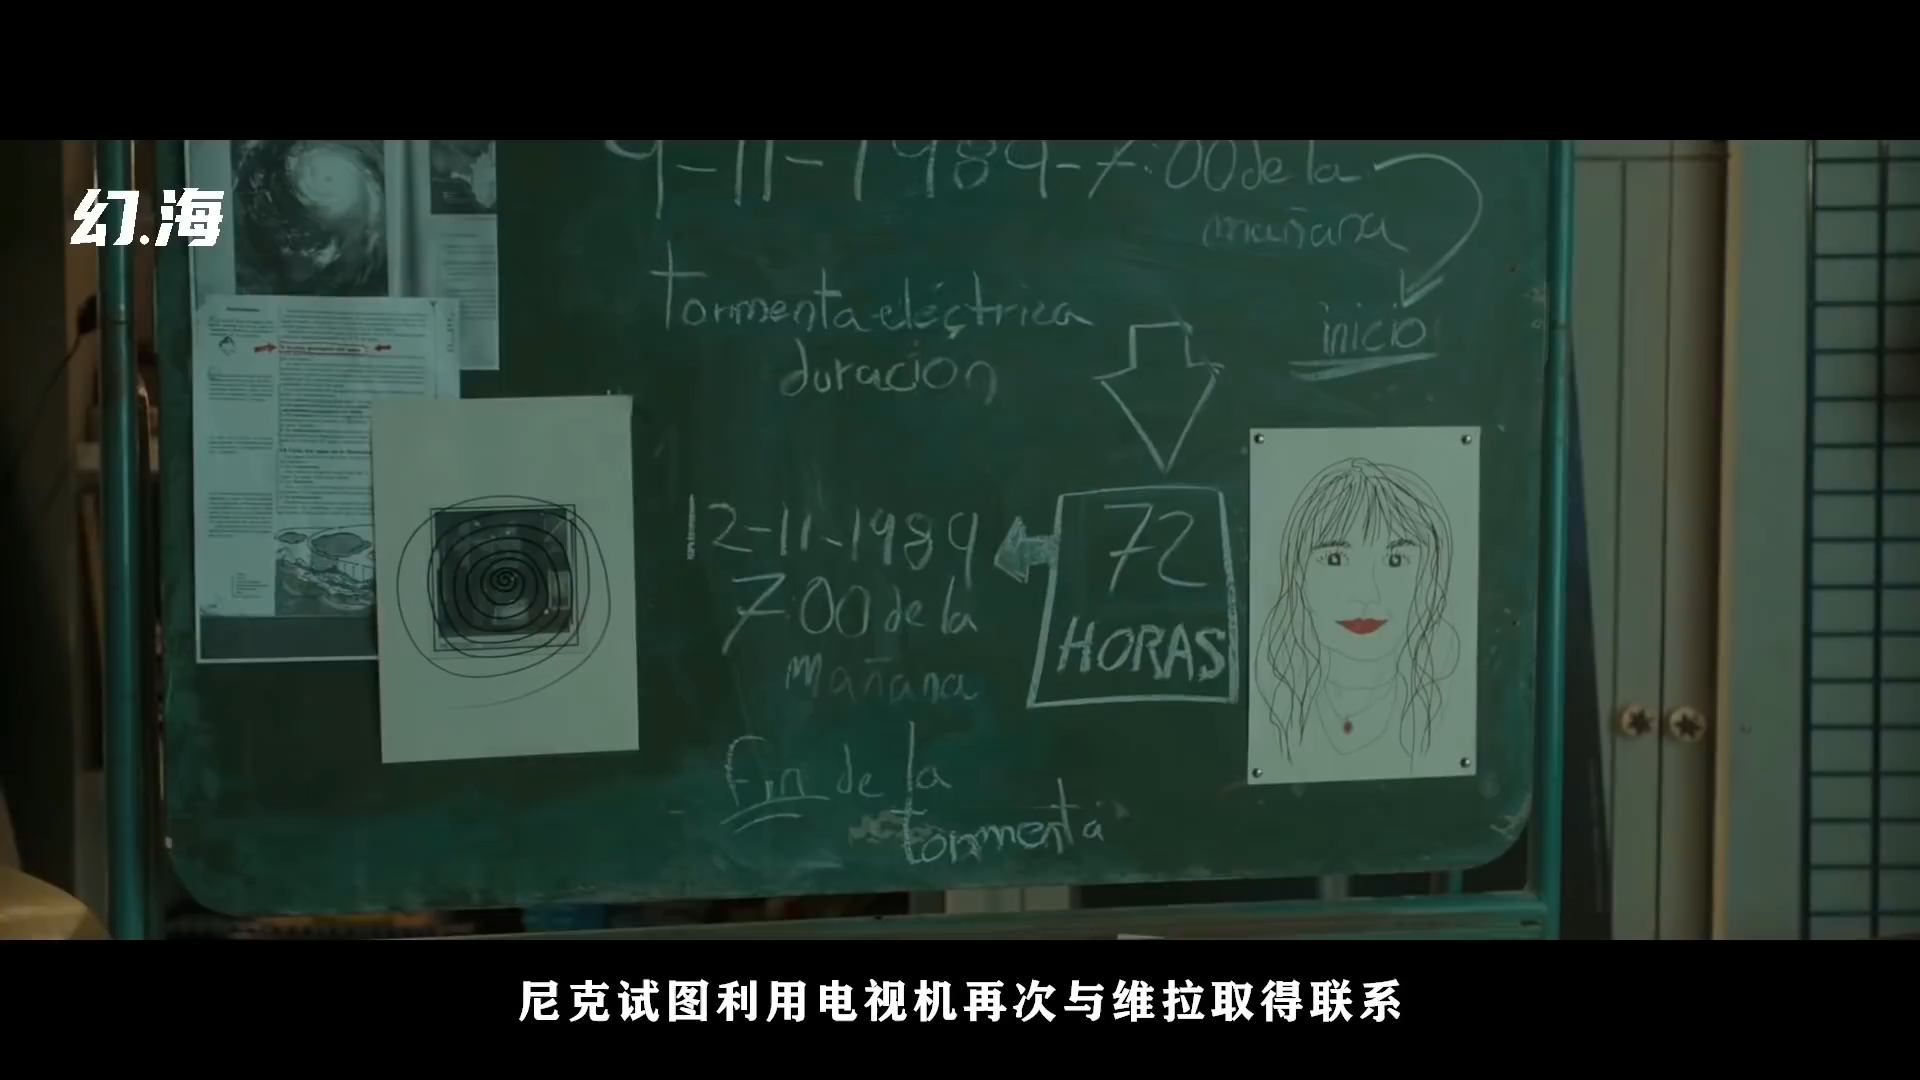 幻.海
9-11-1989-7:00 de la
mañana
inicio
Tormenta eléctrica
duración
72
HORAS
12-11-1989
7:00 de la
mañana
Fin de la
tormenta
尼克试图利用电视机再次与维拉取得联系